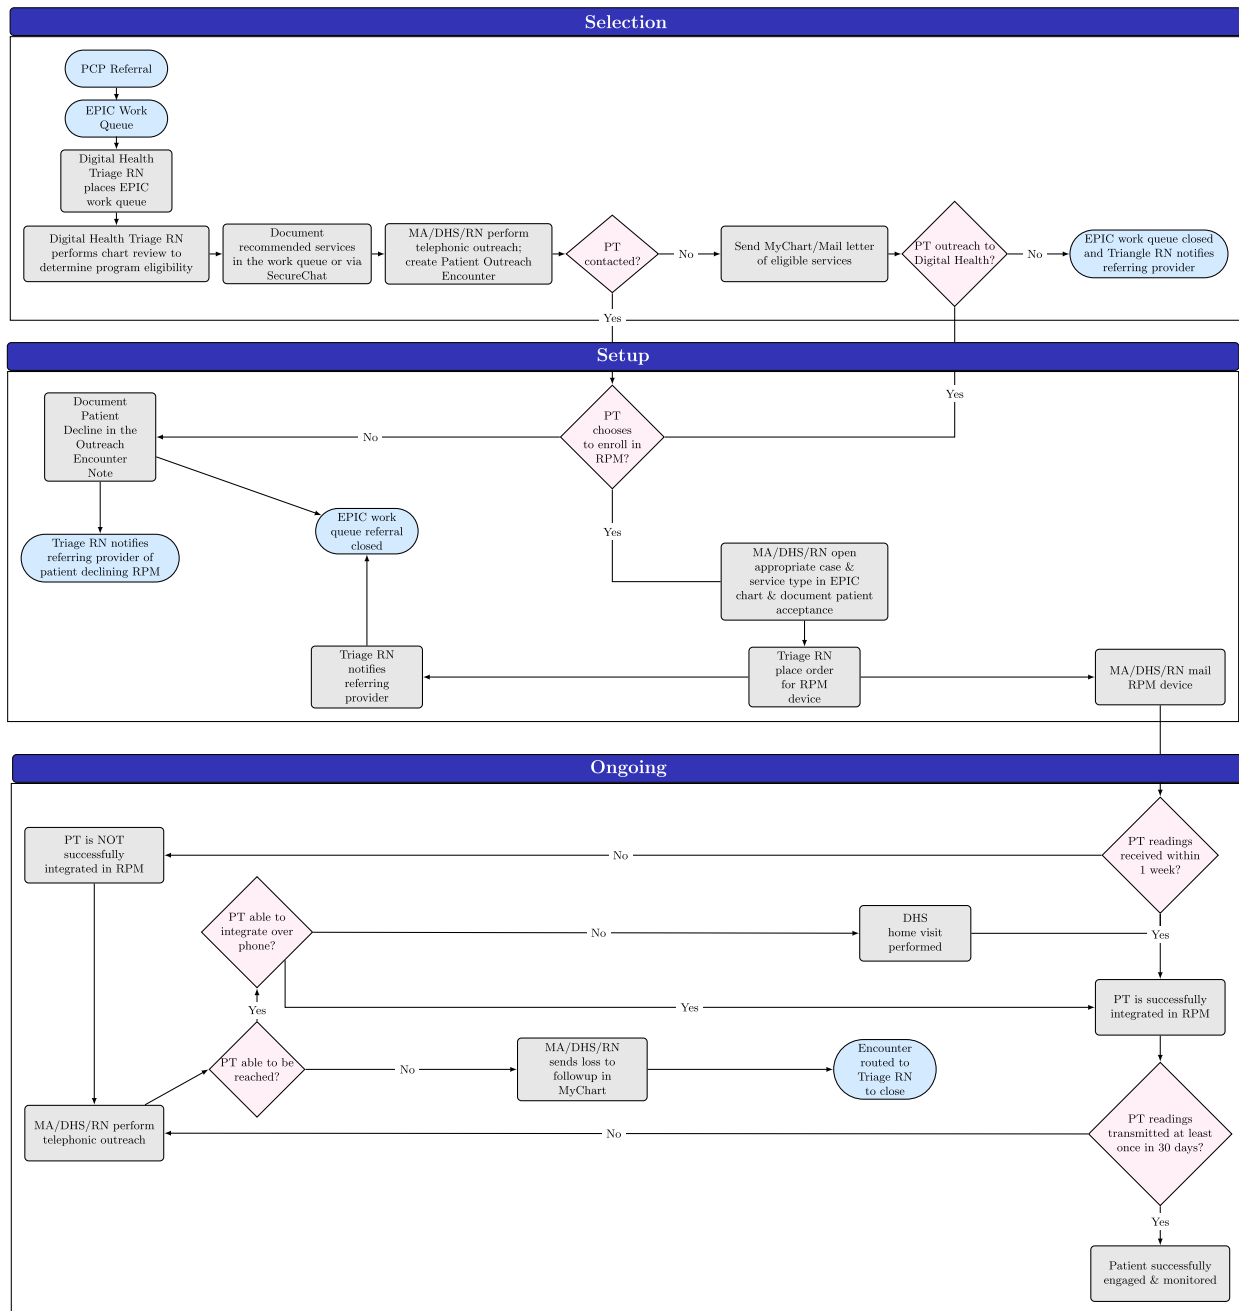 Selection
PCP Referral
EPIC Work
Queue
Digital Health
Triage RN
places EPIC
work queue
Digital Health Triage RN
performs chart review to
determine program eligibility
Document
recommended services
in the work queue or via
SecureChat
MA/DHS/RN perform
telephonic outreach;
create Patient Outreach
Encounter
PT
contacted?
No
Send MyChart/Mail letter
of eligible services
PT outreach to
Digital Health?
No
EPIC work queue closed
and Triangle RN notifies
referring provider
Yes
Setup
Yes
PT
chooses
to enroll in
RPM?
No
Document
Patient
Decline in the
Outreach
Encounter
Note
Triage RN notifies
referring provider of
patient declining RPM
EPIC work
queue referral
closed
Yes
MA/DHS/RN open
appropriate case &
service type in EPIC
chart & document patient
acceptance
Triage RN
notifies
referring
provider
Triage RN
place order
for RPM
device
MA/DHS/RN mail
RPM device
Ongoing
PT is NOT
successfully
integrated in RPM
No
PT readings
received within
1 week?
PT able to
integrate over
phone?
No
DHS
home visit
performed
Yes
Yes
Yes
PT is successfully
integrated in RPM
PT able to be
reached?
No
MA/DHS/RN
sends loss to
followup in
MyChart
Encounter
routed to
Triage RN
to close
MA/DHS/RN perform
telephonic outreach
No
PT readings
transmitted at least
once in 30 days?
Yes
Patient successfully
engaged & monitored